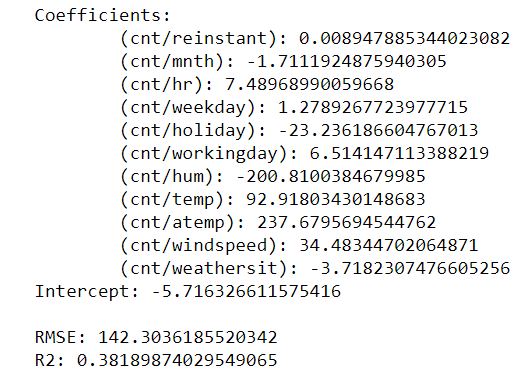 Coefficients:
(cnt/reinstant): 0.008947885344023082
(cnt/mnth): -1.7111924875940305
(cnt/hr): 7.48968990059668
(cnt/weekday): 1.2789267723977715
(cnt/holiday): -23.236186604767013
(cnt/workingday): 6.514147113388219
(cnt/hum): -200.8100384679985
(cnt/temp): 92.91803430148683
(cnt/atemp): 237.6795694544762
(cnt/windspeed): 34.48344702064871
(cnt/weathersit): -3.7182307476605256
Intercept: -5.716326611575416
RMSE: 142.3036185520342
R2: 0.38189874029549065